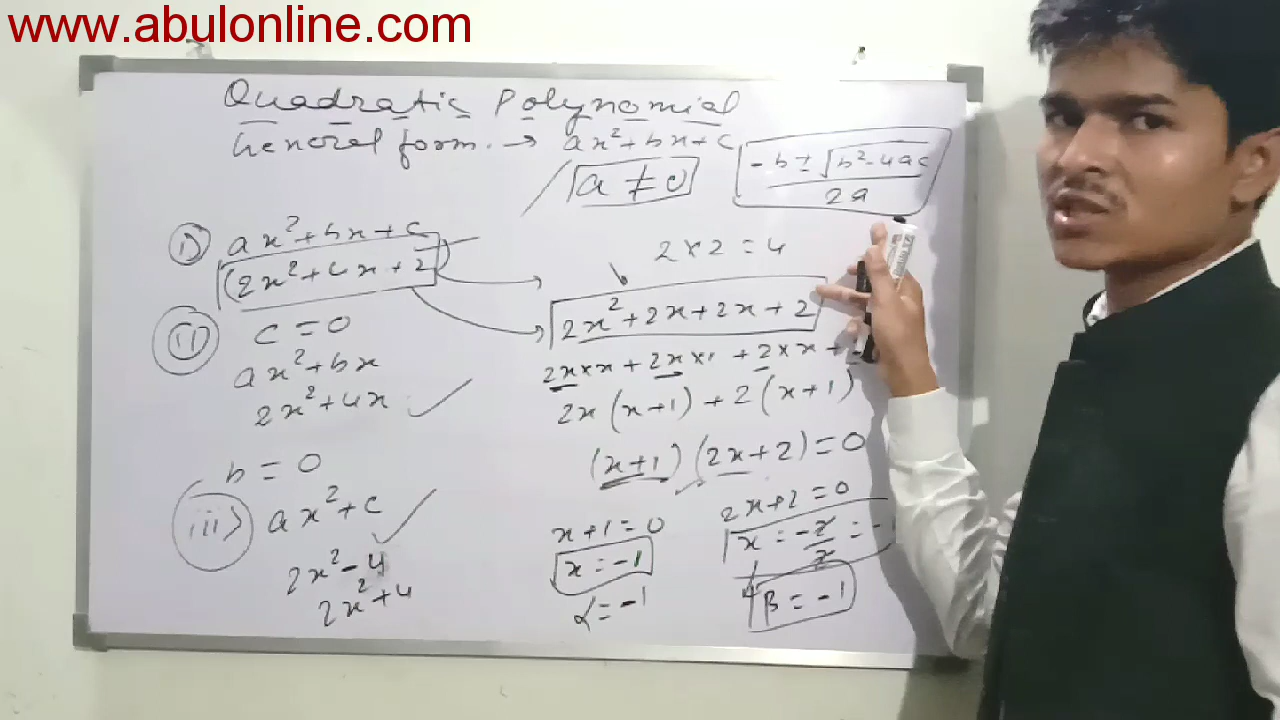 www.abulonline.com
Quadratic Polynomial
General form. → ax² + bx + c
a ≠ 0
-b ± √b² - 4ac
2a
i) ax² + bx + c
(2x² + 4x + 2)
ii) c = 0
ax² + bx
2x² + 4x
b = 0
iii) ax² + c
2x² - 4
2x² + 4
2 × 2 = 4
2x² + 2x + 2x + 2
2x × x + 2x × 1 + 2 × x +
2x (x + 1) + 2 (x + 1)
(x + 1) (2x + 2) = 0
x + 1 = 0
x = -1
α = -1
2x + 2 = 0
x = -2/2 = -1
β = -1